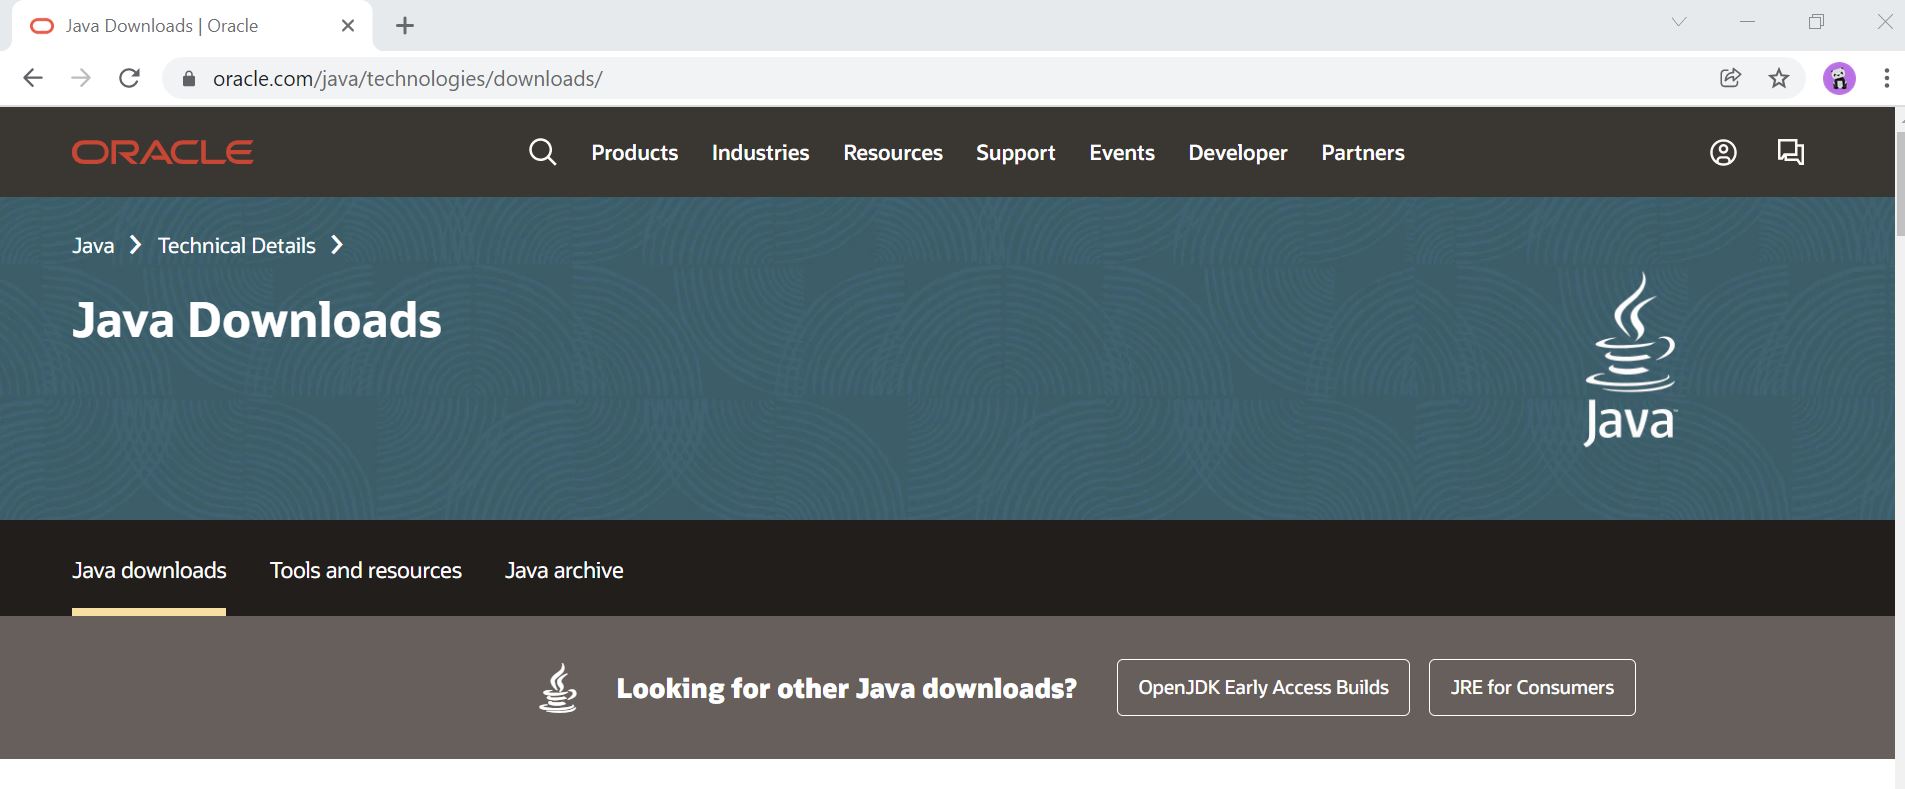 Java Downloads | Oracle
oracle.com/java/technologies/downloads/
ORACLE
Products Industries Resources Support Events Developer Partners
Java Technical Details
Java Downloads
Java™
Java downloads Tools and resources Java archive
Looking for other Java downloads? OpenJDK Early Access Builds JRE for Consumers